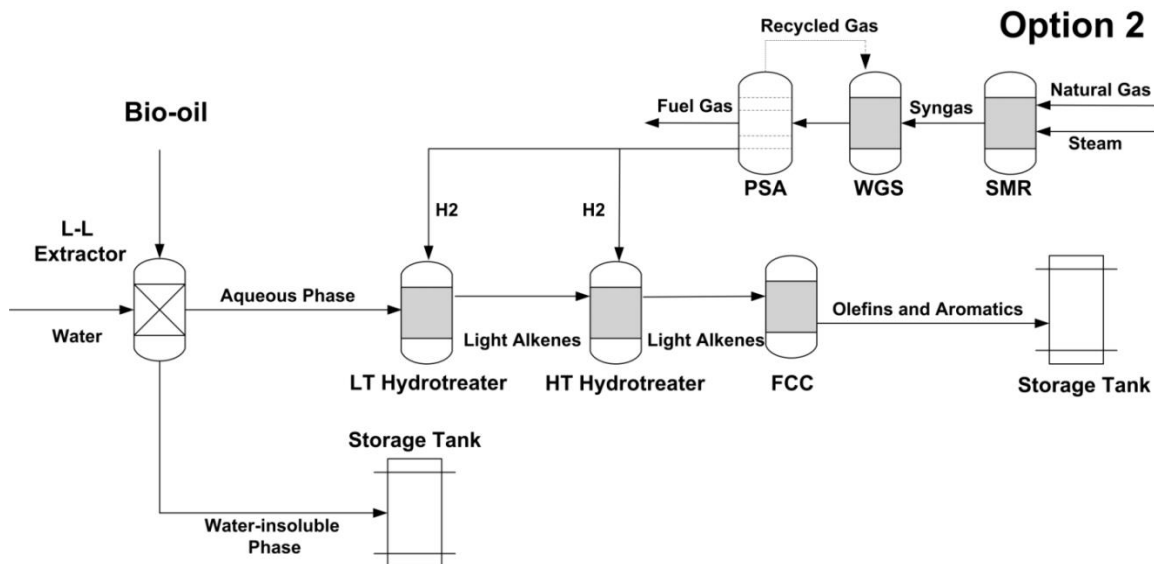 Option 2
Recycled Gas
Natural Gas
Fuel Gas
Syngas
Bio-oil
Steam
PSA
WGS
SMR
H2
H2
L-L
Extractor
Aqueous Phase
Olefins and Aromatics
Water
Light Alkenes
Light Alkenes
LT Hydrotreater
HT Hydrotreater
FCC
Storage Tank
Storage Tank
Water-insoluble
Phase